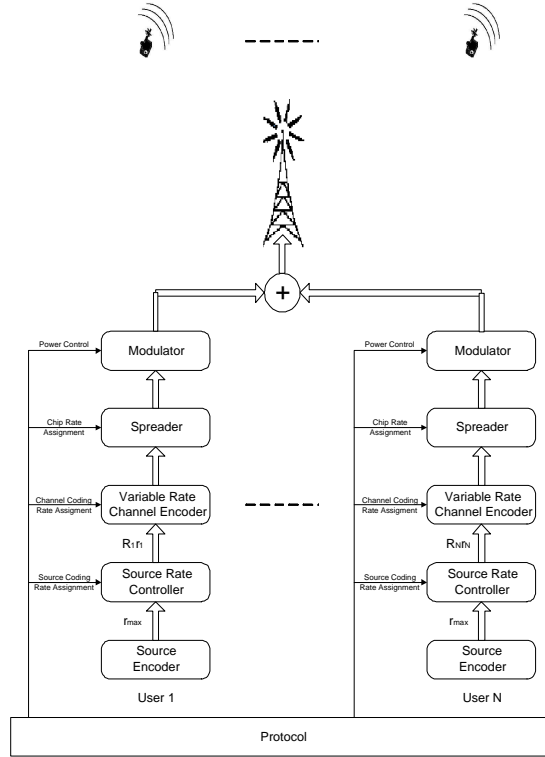 +
Power Control
Modulator
Power Control
Modulator
Chip Rate
Assignment
Spreader
Chip Rate
Assignment
Spreader
Channel Coding
Rate Assigment
Variable Rate
Channel Encoder
Channel Coding
Rate Assigment
Variable Rate
Channel Encoder
R1r1
RNrN
Source Coding
Rate Assignment
Source Rate
Controller
Source Coding
Rate Assignment
Source Rate
Controller
rmax
rmax
Source
Encoder
Source
Encoder
User 1
User N
Protocol